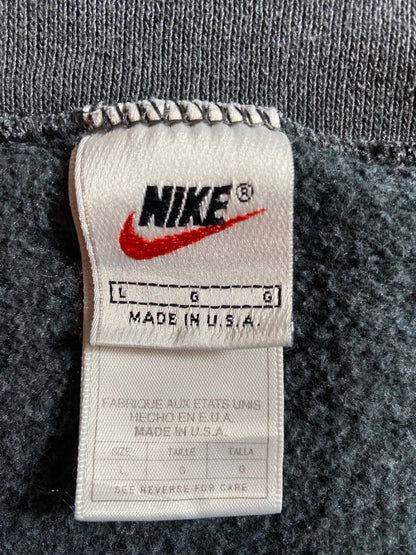 NIKE®
L G G
MADE IN U.S.A.
FABRIQUE AUX ETATS UNIS
HECHO EN E.U.A.
MADE IN U.S.A.
SIZE TAILLE TALLA
L G G
SEE REVERSE FOR CARE